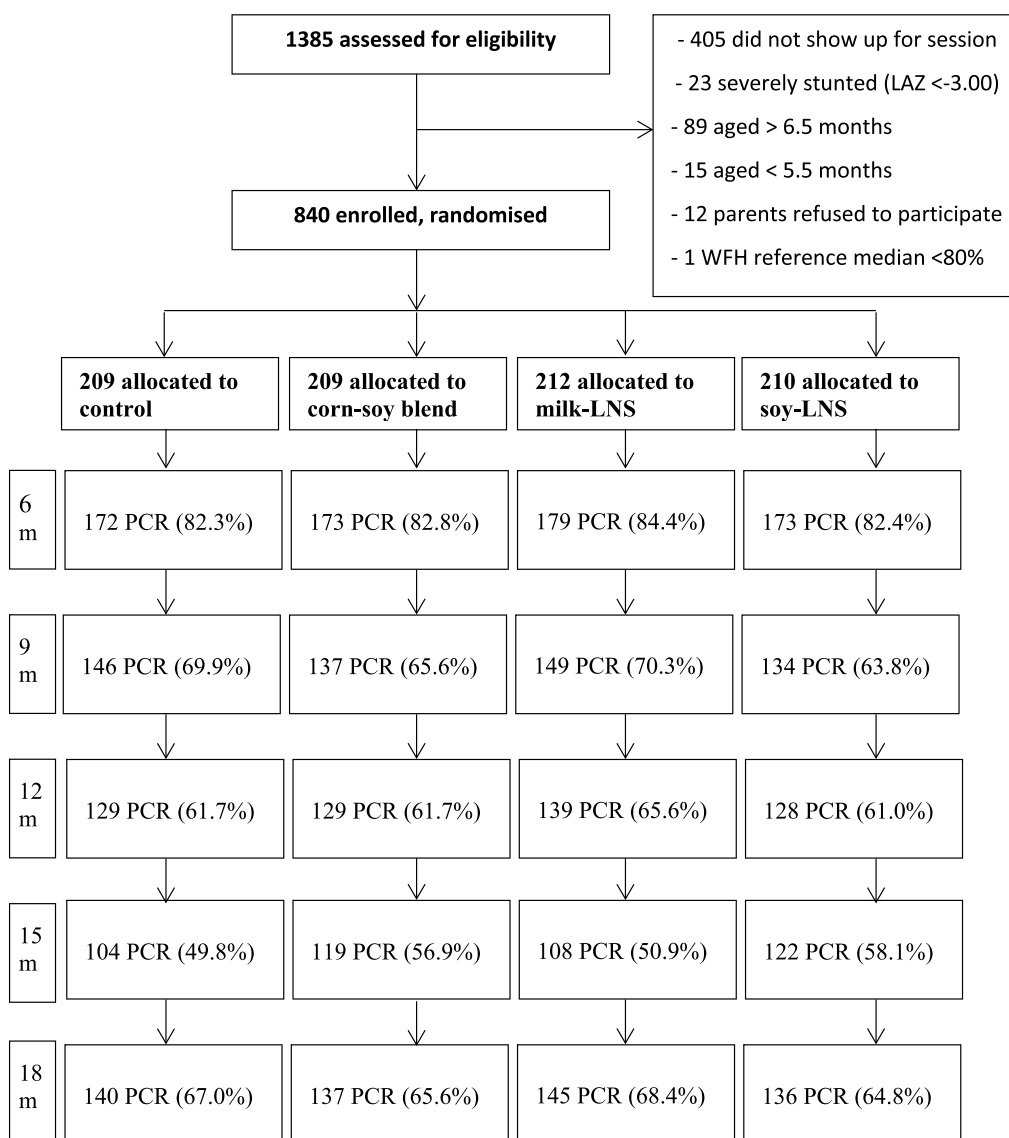 1385 assessed for eligibility
- 405 did not show up for session
- 23 severely stunted (LAZ <-3.00)
- 89 aged > 6.5 months
- 15 aged < 5.5 months
- 12 parents refused to participate
- 1 WFH reference median <80%
840 enrolled, randomised
209 allocated to
control
209 allocated to
corn-soy blend
212 allocated to
milk-LNS
210 allocated to
soy-LNS
6
m
172 PCR (82.3%)
173 PCR (82.8%)
179 PCR (84.4%)
173 PCR (82.4%)
9
m
146 PCR (69.9%)
137 PCR (65.6%)
149 PCR (70.3%)
134 PCR (63.8%)
12
m
129 PCR (61.7%)
129 PCR (61.7%)
139 PCR (65.6%)
128 PCR (61.0%)
15
m
104 PCR (49.8%)
119 PCR (56.9%)
108 PCR (50.9%)
122 PCR (58.1%)
18
m
140 PCR (67.0%)
137 PCR (65.6%)
145 PCR (68.4%)
136 PCR (64.8%)